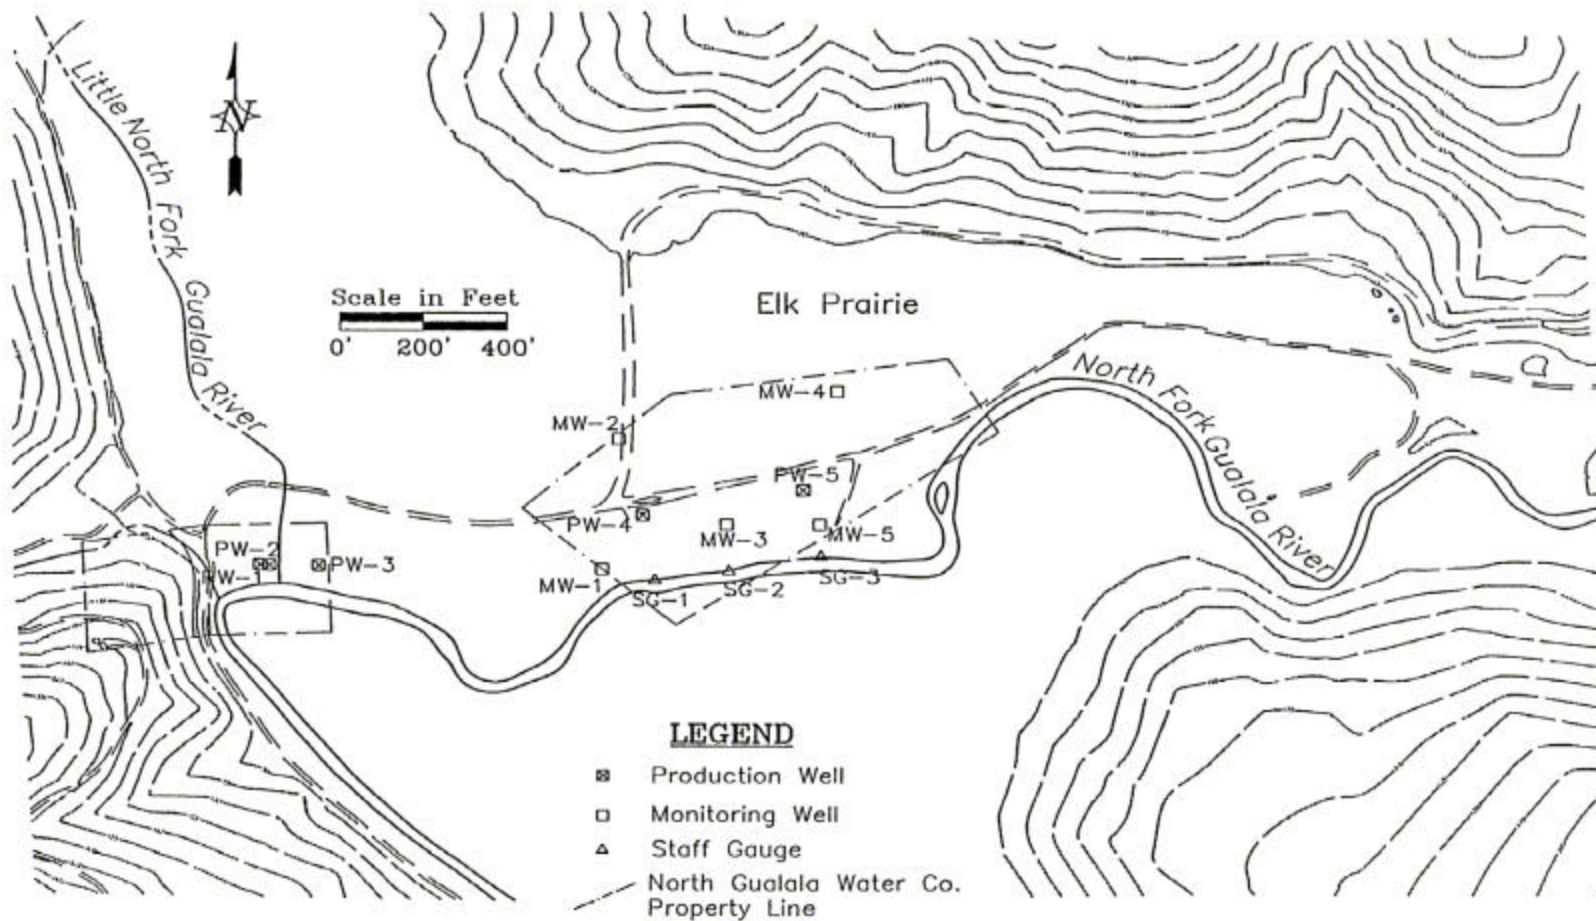 Little North Fork Gualala River
N
Scale in Feet
0' 200' 400'
Elk Prairie
North Fork Gualala River
MW-4
MW-2
PW-5
PW-4
MW-3
MW-5
PW-2
PW-3
W-1
MW-1
SG-1
SG-2
SG-3
LEGEND
Production Well
Monitoring Well
Staff Gauge
North Gualala Water Co.
Property Line